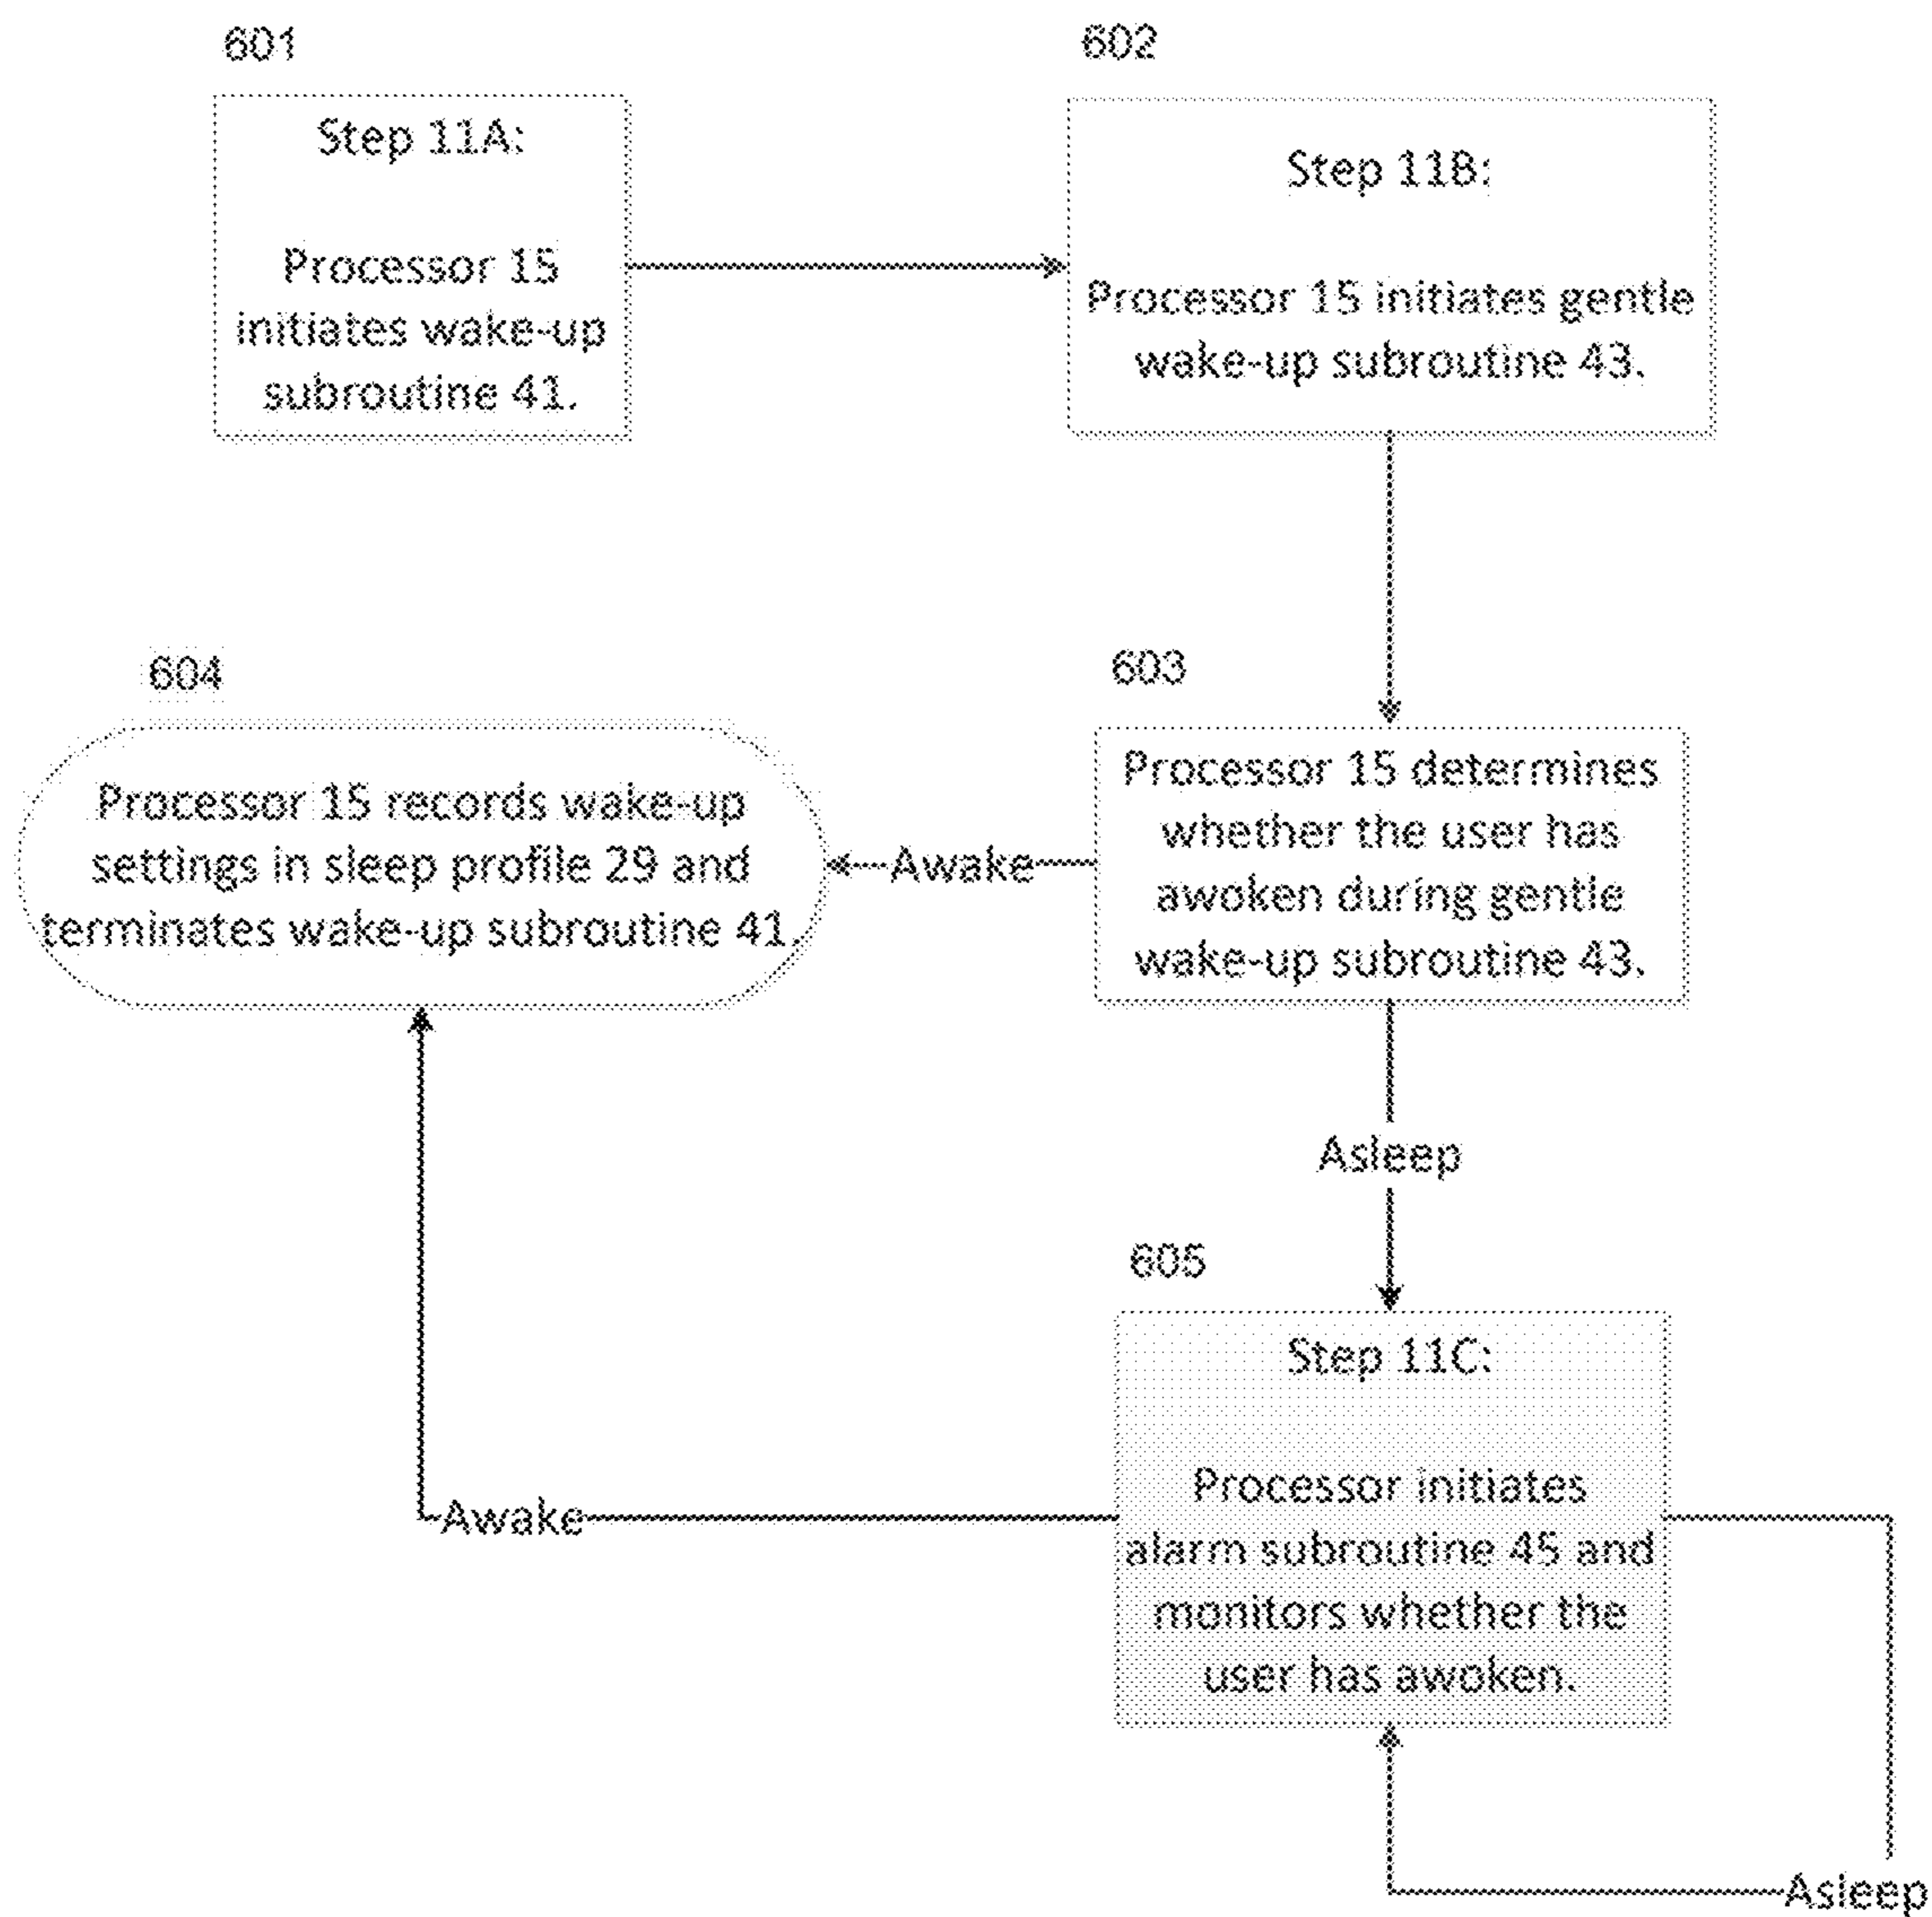 601
Step 11A:
Processor 15
initiates wake-up
subroutine 41.
602
Step 11B:
Processor 15 initiates gentle
wake-up subroutine 43.
603
Processor 15 determines
whether the user has
awoken during gentle
wake-up subroutine 43.
Awake
604
Processor 15 records wake-up
settings in sleep profile 29 and
terminates wake-up subroutine 41.
Asleep
605
Step 11C:
Processor initiates
alarm subroutine 45 and
monitors whether the
user has awoken.
Awake
Asleep